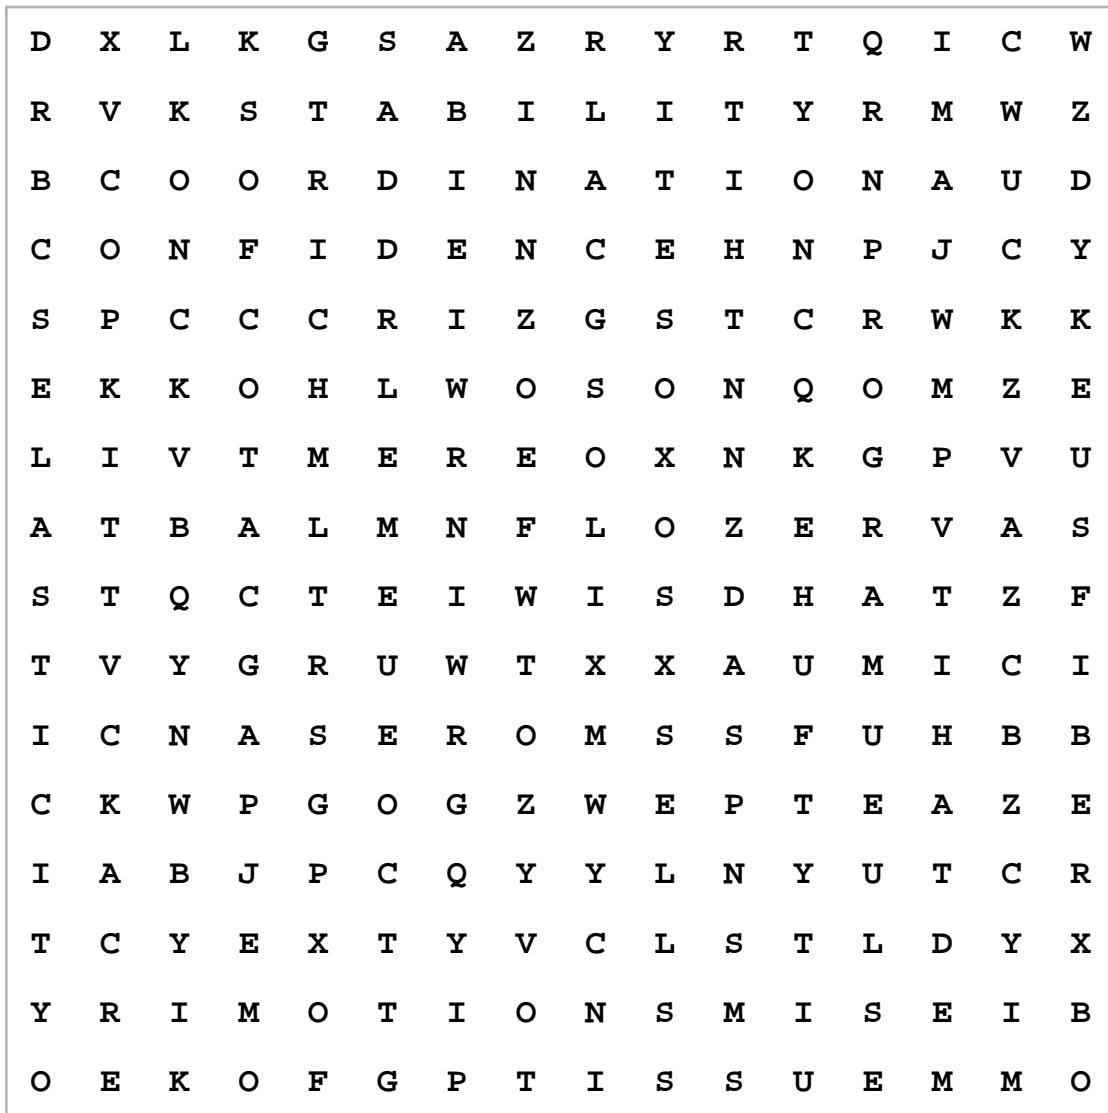 D X L K G S A Z R Y R T Q I C W
R V K S T A B I L I T Y R M W Z
B C O O R D I N A T I O N A U D
C O N F I D E N C E H N P J C Y
S P C C C R I Z G S T C R W K K
E K K O H L W O S O N Q O M Z E
L I V T M E R E O X N K G P V U
A T B A L M N F L O Z E R V A S
S T Q C T E I W I S D H A T Z F
T V Y G R U W T X X A U M I C I
I C N A S E R O M S S F U H B B
C K W P G O G Z W E P T E A Z E
I A B J P C Q Y Y L N Y U T C R
T C Y E X T Y V C L S T L D Y X
Y R I M O T I O N S M I S E I B
O E K O F G P T I S S U E M M O